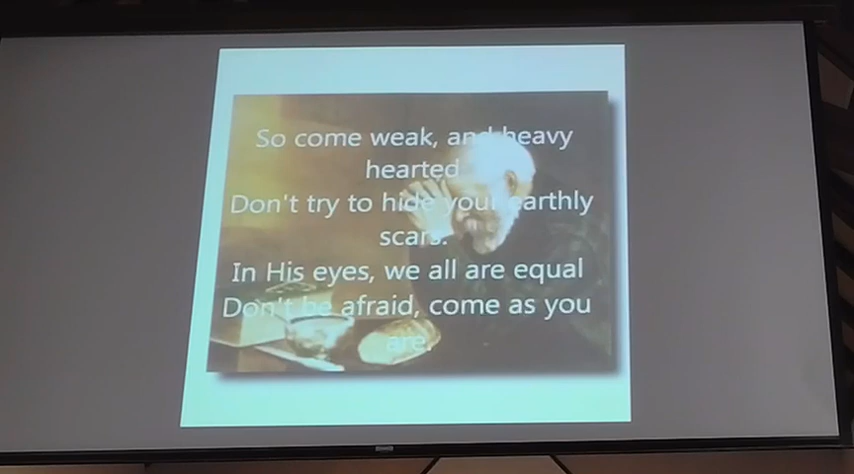 So come weak, and heavy
hearted
Don't try to hide your earthly
scars.
In His eyes, we all are equal
Don't be afraid, come as you
are.